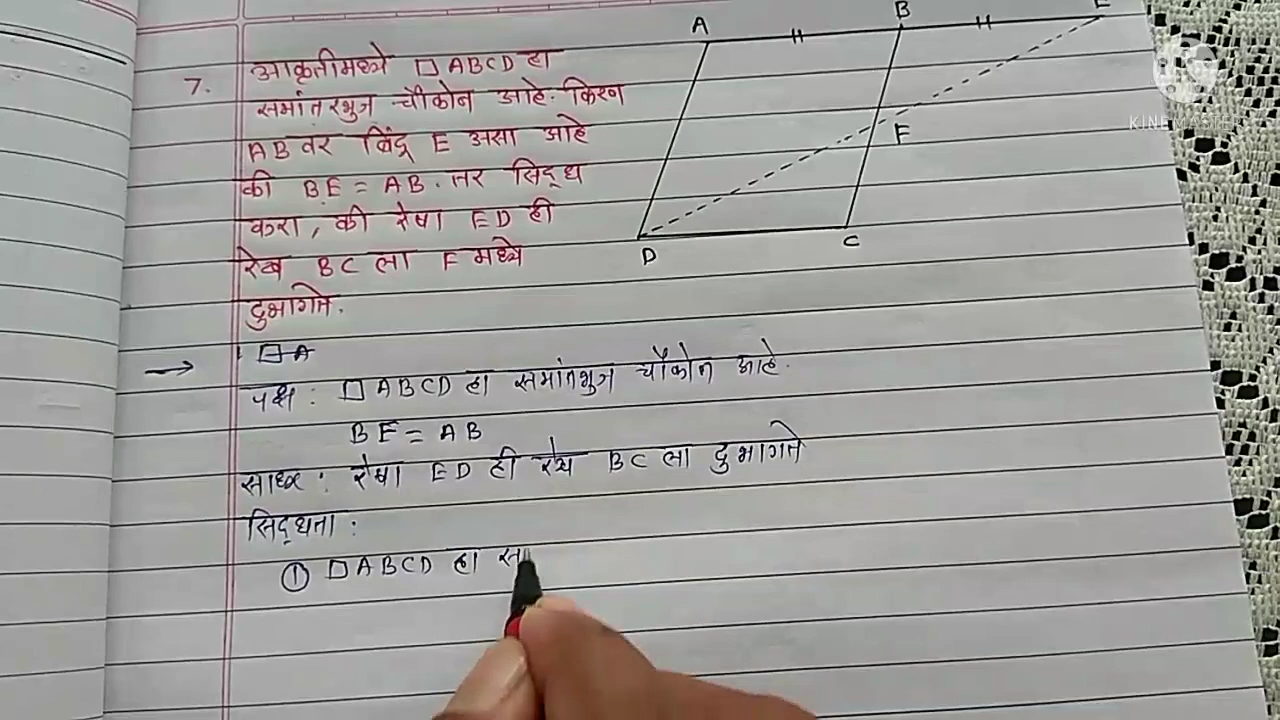 7. आकृतीमध्ये □ ABCD हा
समांतरभुज चौकोन आहे. किरण
AB वर बिंदू E असा आहे
की BE = AB. तर सिद्ध
करा, की रेषा ED ही
रेख BC ला F मध्ये
दुभागते.
A
B
E
F
D
C
KINEMASTER
→ □ A
पक्ष : □ ABCD हा समांतभुज चौकोन आहे.
BE = AB
साध्य : रेषा ED ही रेष BC ला दुभागते
सिद्धता :
① □ ABCD हा स